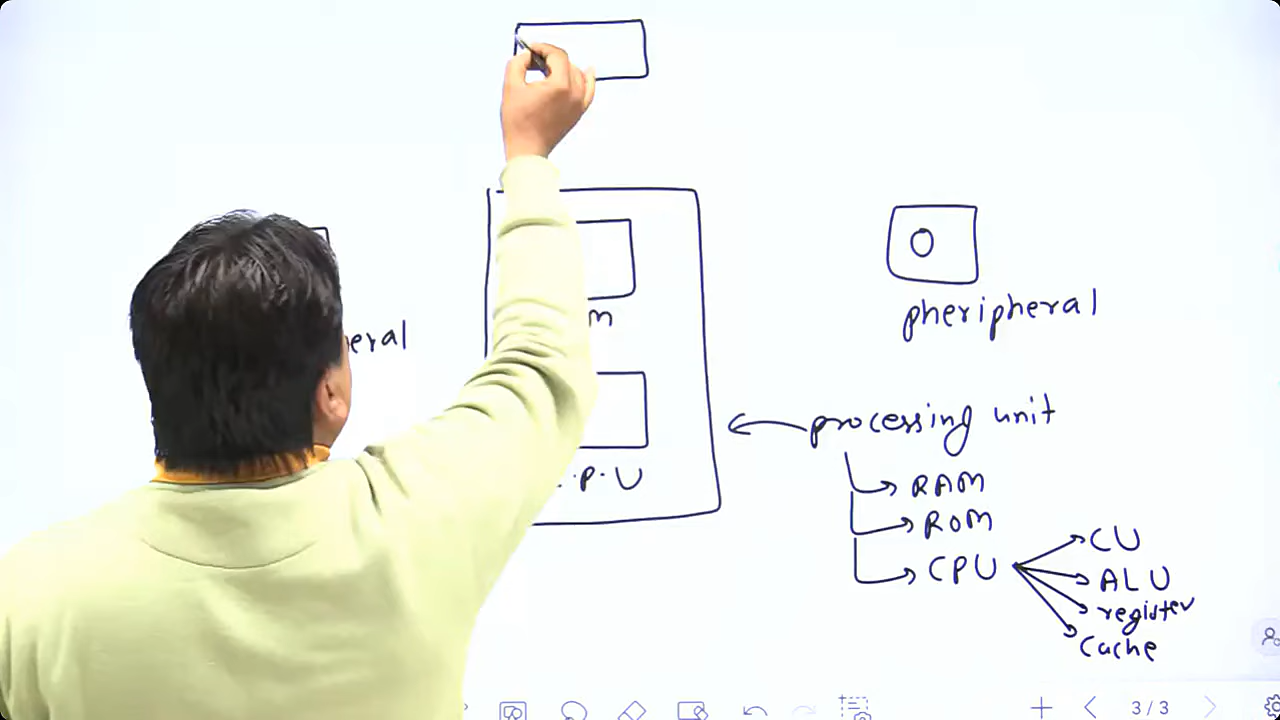 O
pheripheral
eral
m
.P.U
processing unit
RAM
ROM
CPU
CU
ALU
register
Cache
3/3